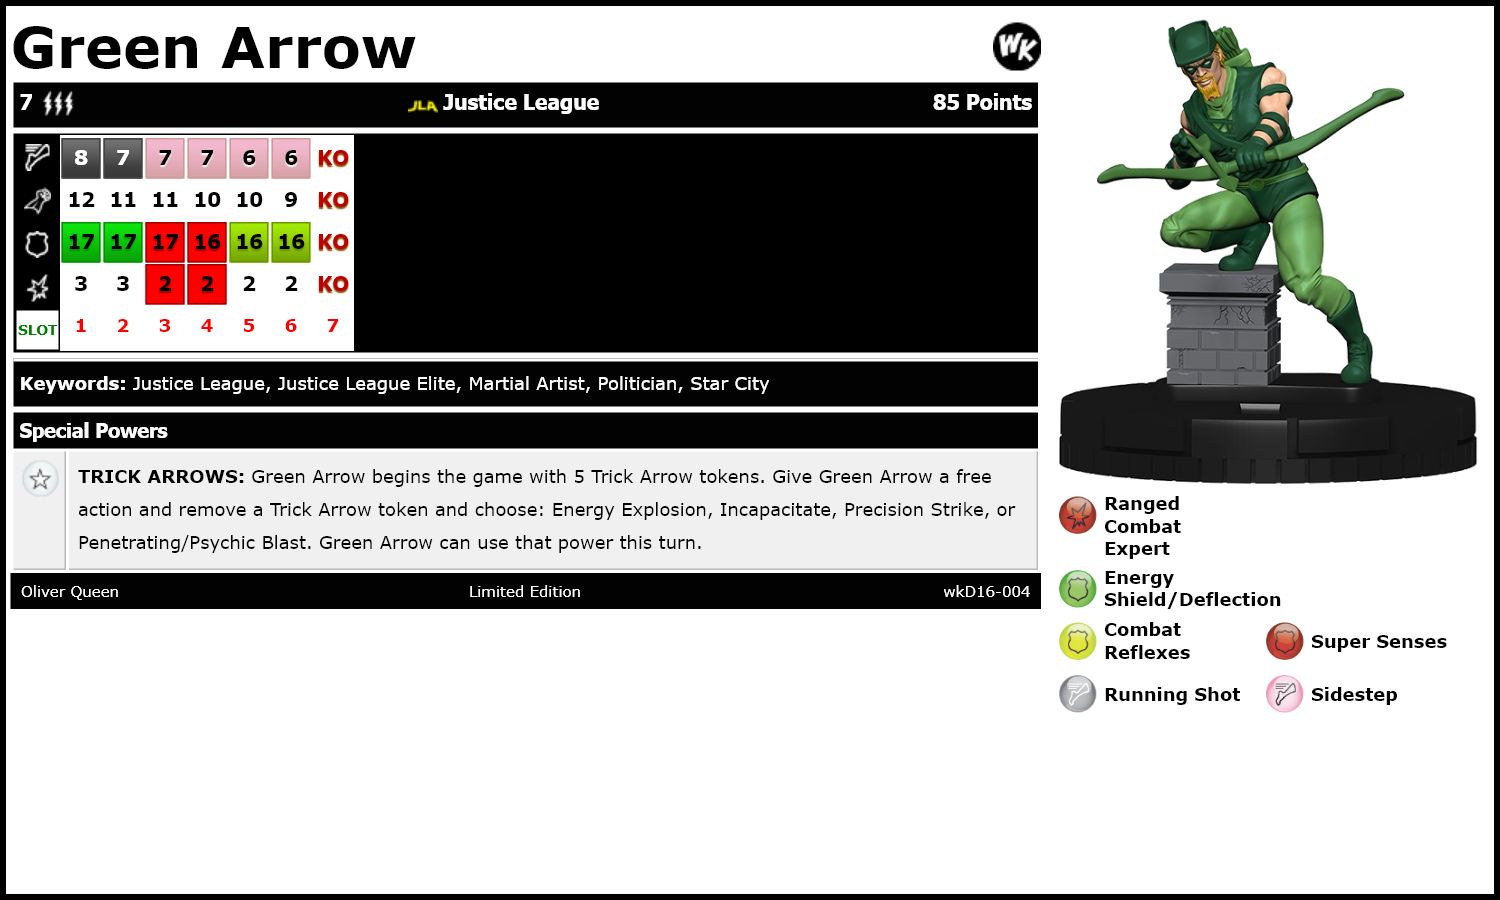 Green Arrow
WK
7
JLA Justice League
85 Points
8 7 7 7 6 6 KO
12 11 11 10 10 9 KO
17 17 17 16 16 16 KO
3 3 2 2 2 2 KO
SLOT 1 2 3 4 5 6 7
Keywords: Justice League, Justice League Elite, Martial Artist, Politician, Star City
Special Powers
TRICK ARROWS: Green Arrow begins the game with 5 Trick Arrow tokens. Give Green Arrow a free
action and remove a Trick Arrow token and choose: Energy Explosion, Incapacitate, Precision Strike, or
Penetrating/Psychic Blast. Green Arrow can use that power this turn.
Oliver Queen
Limited Edition
wkD16-004
Ranged
Combat
Expert
Energy
Shield/Deflection
Combat
Reflexes
Super Senses
Running Shot
Sidestep